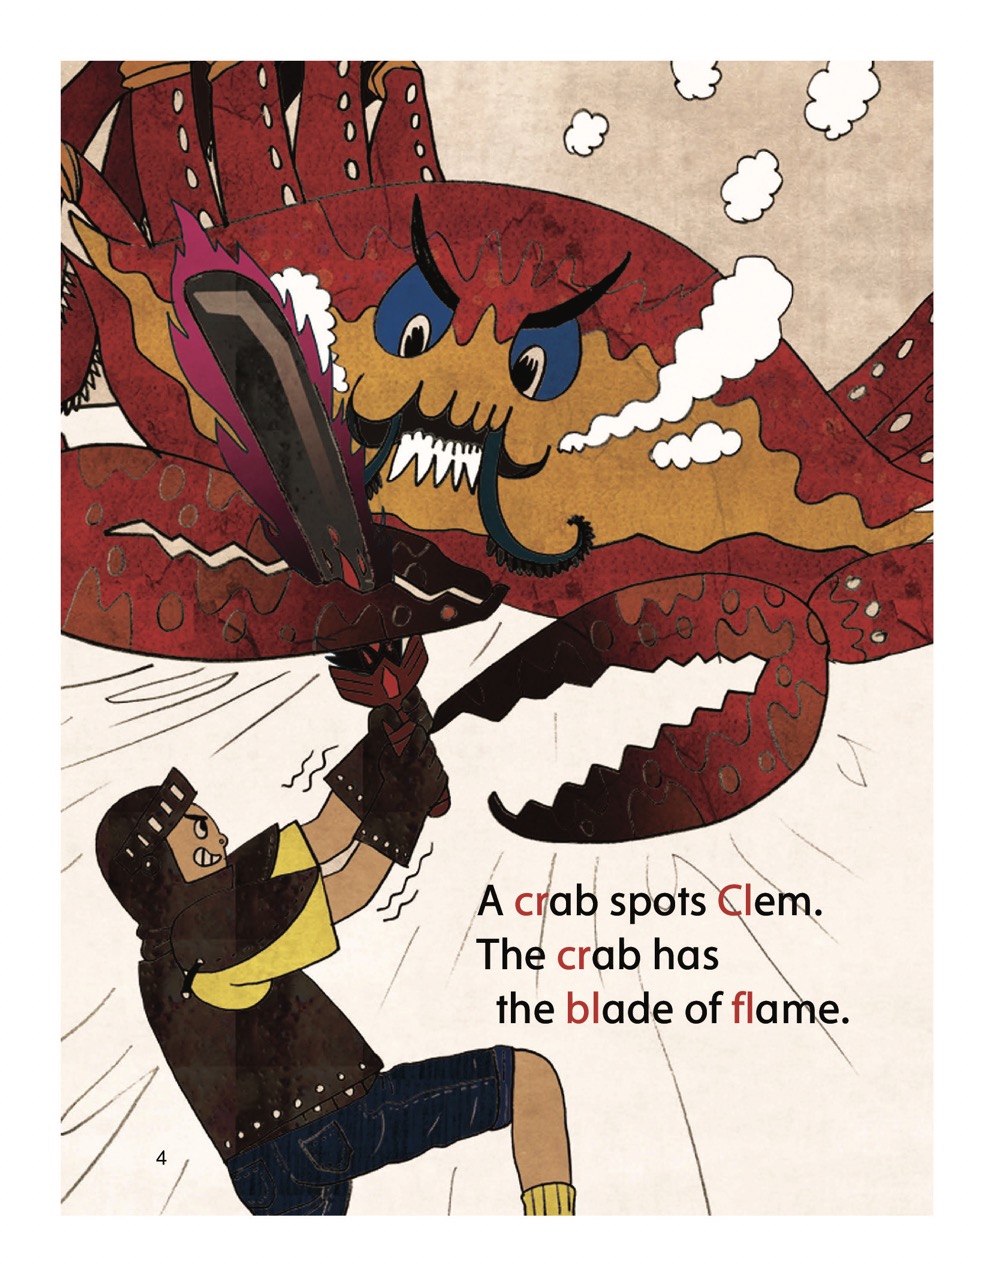 A crab spots Clem.
The crab has
the blade of flame.
4